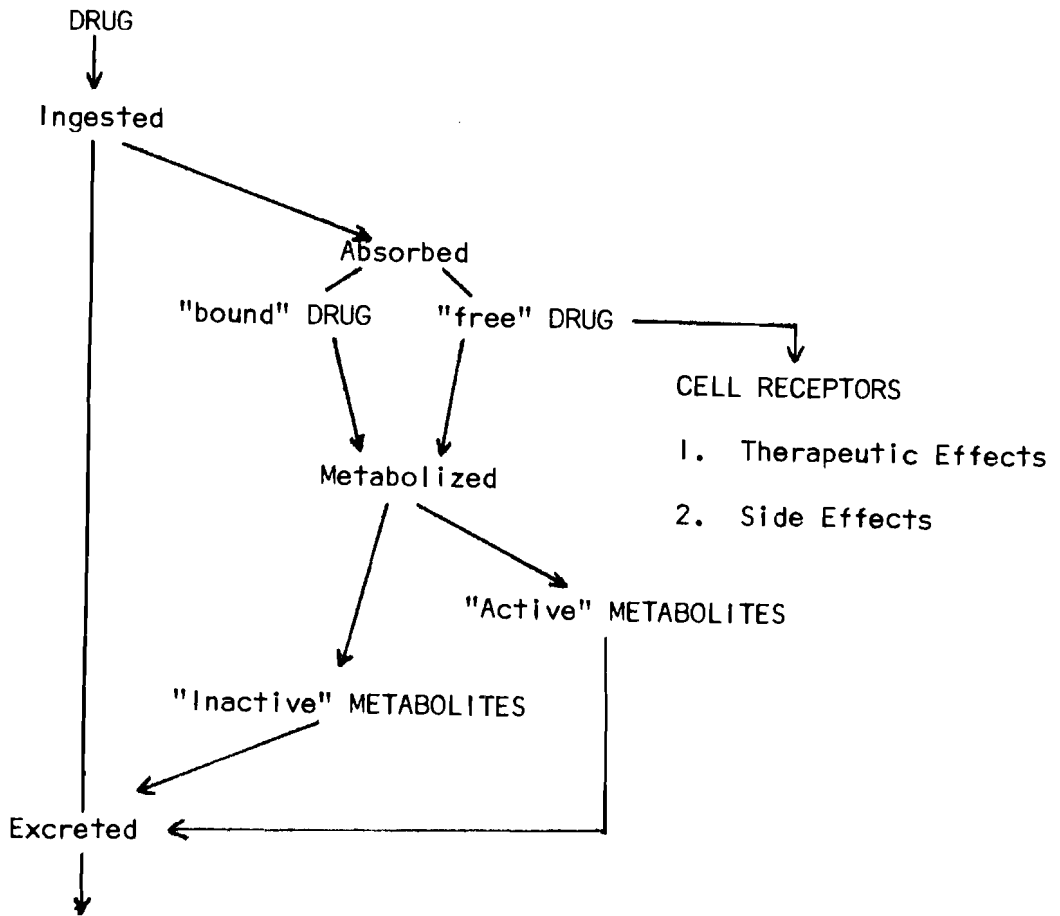 DRUG
Ingested
Absorbed
"bound" DRUG
"free" DRUG
CELL RECEPTORS
1. Therapeutic Effects
2. Side Effects
Metabolized
"Active" METABOLITES
"Inactive" METABOLITES
Excreted